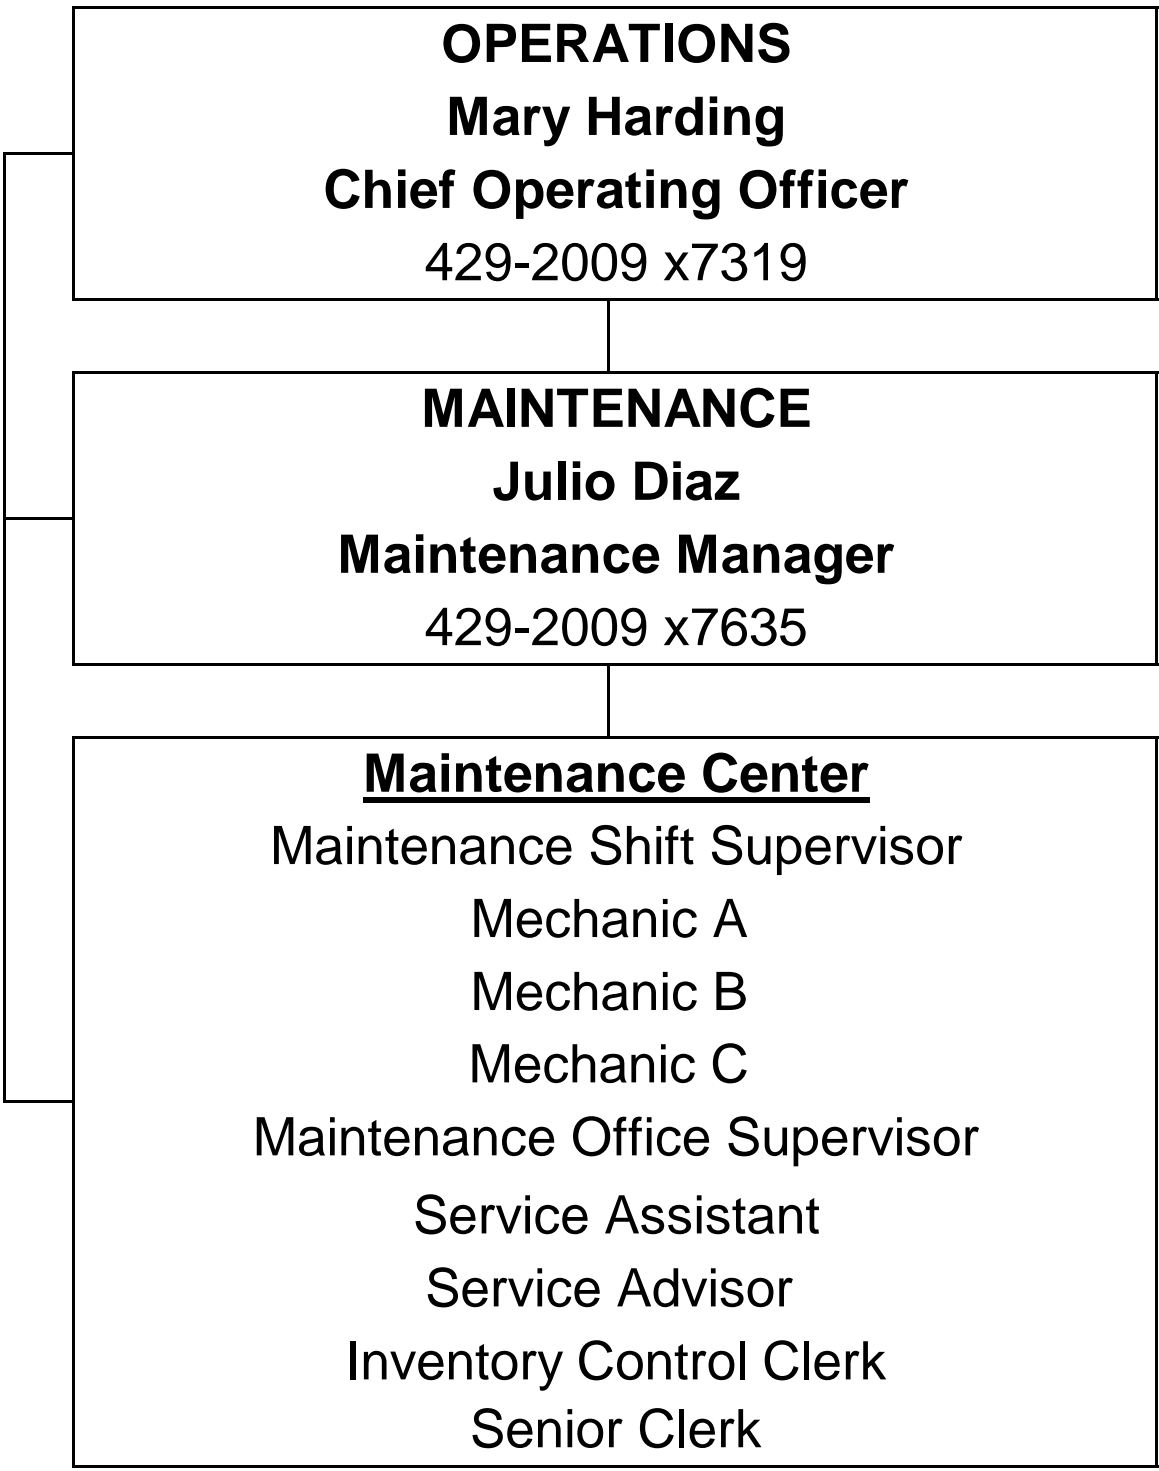 OPERATIONS
Mary Harding
Chief Operating Officer
429-2009 x7319
MAINTENANCE
Julio Diaz
Maintenance Manager
429-2009 x7635
Maintenance Center
Maintenance Shift Supervisor
Mechanic A
Mechanic B
Mechanic C
Maintenance Office Supervisor
Service Assistant
Service Advisor
Inventory Control Clerk
Senior Clerk